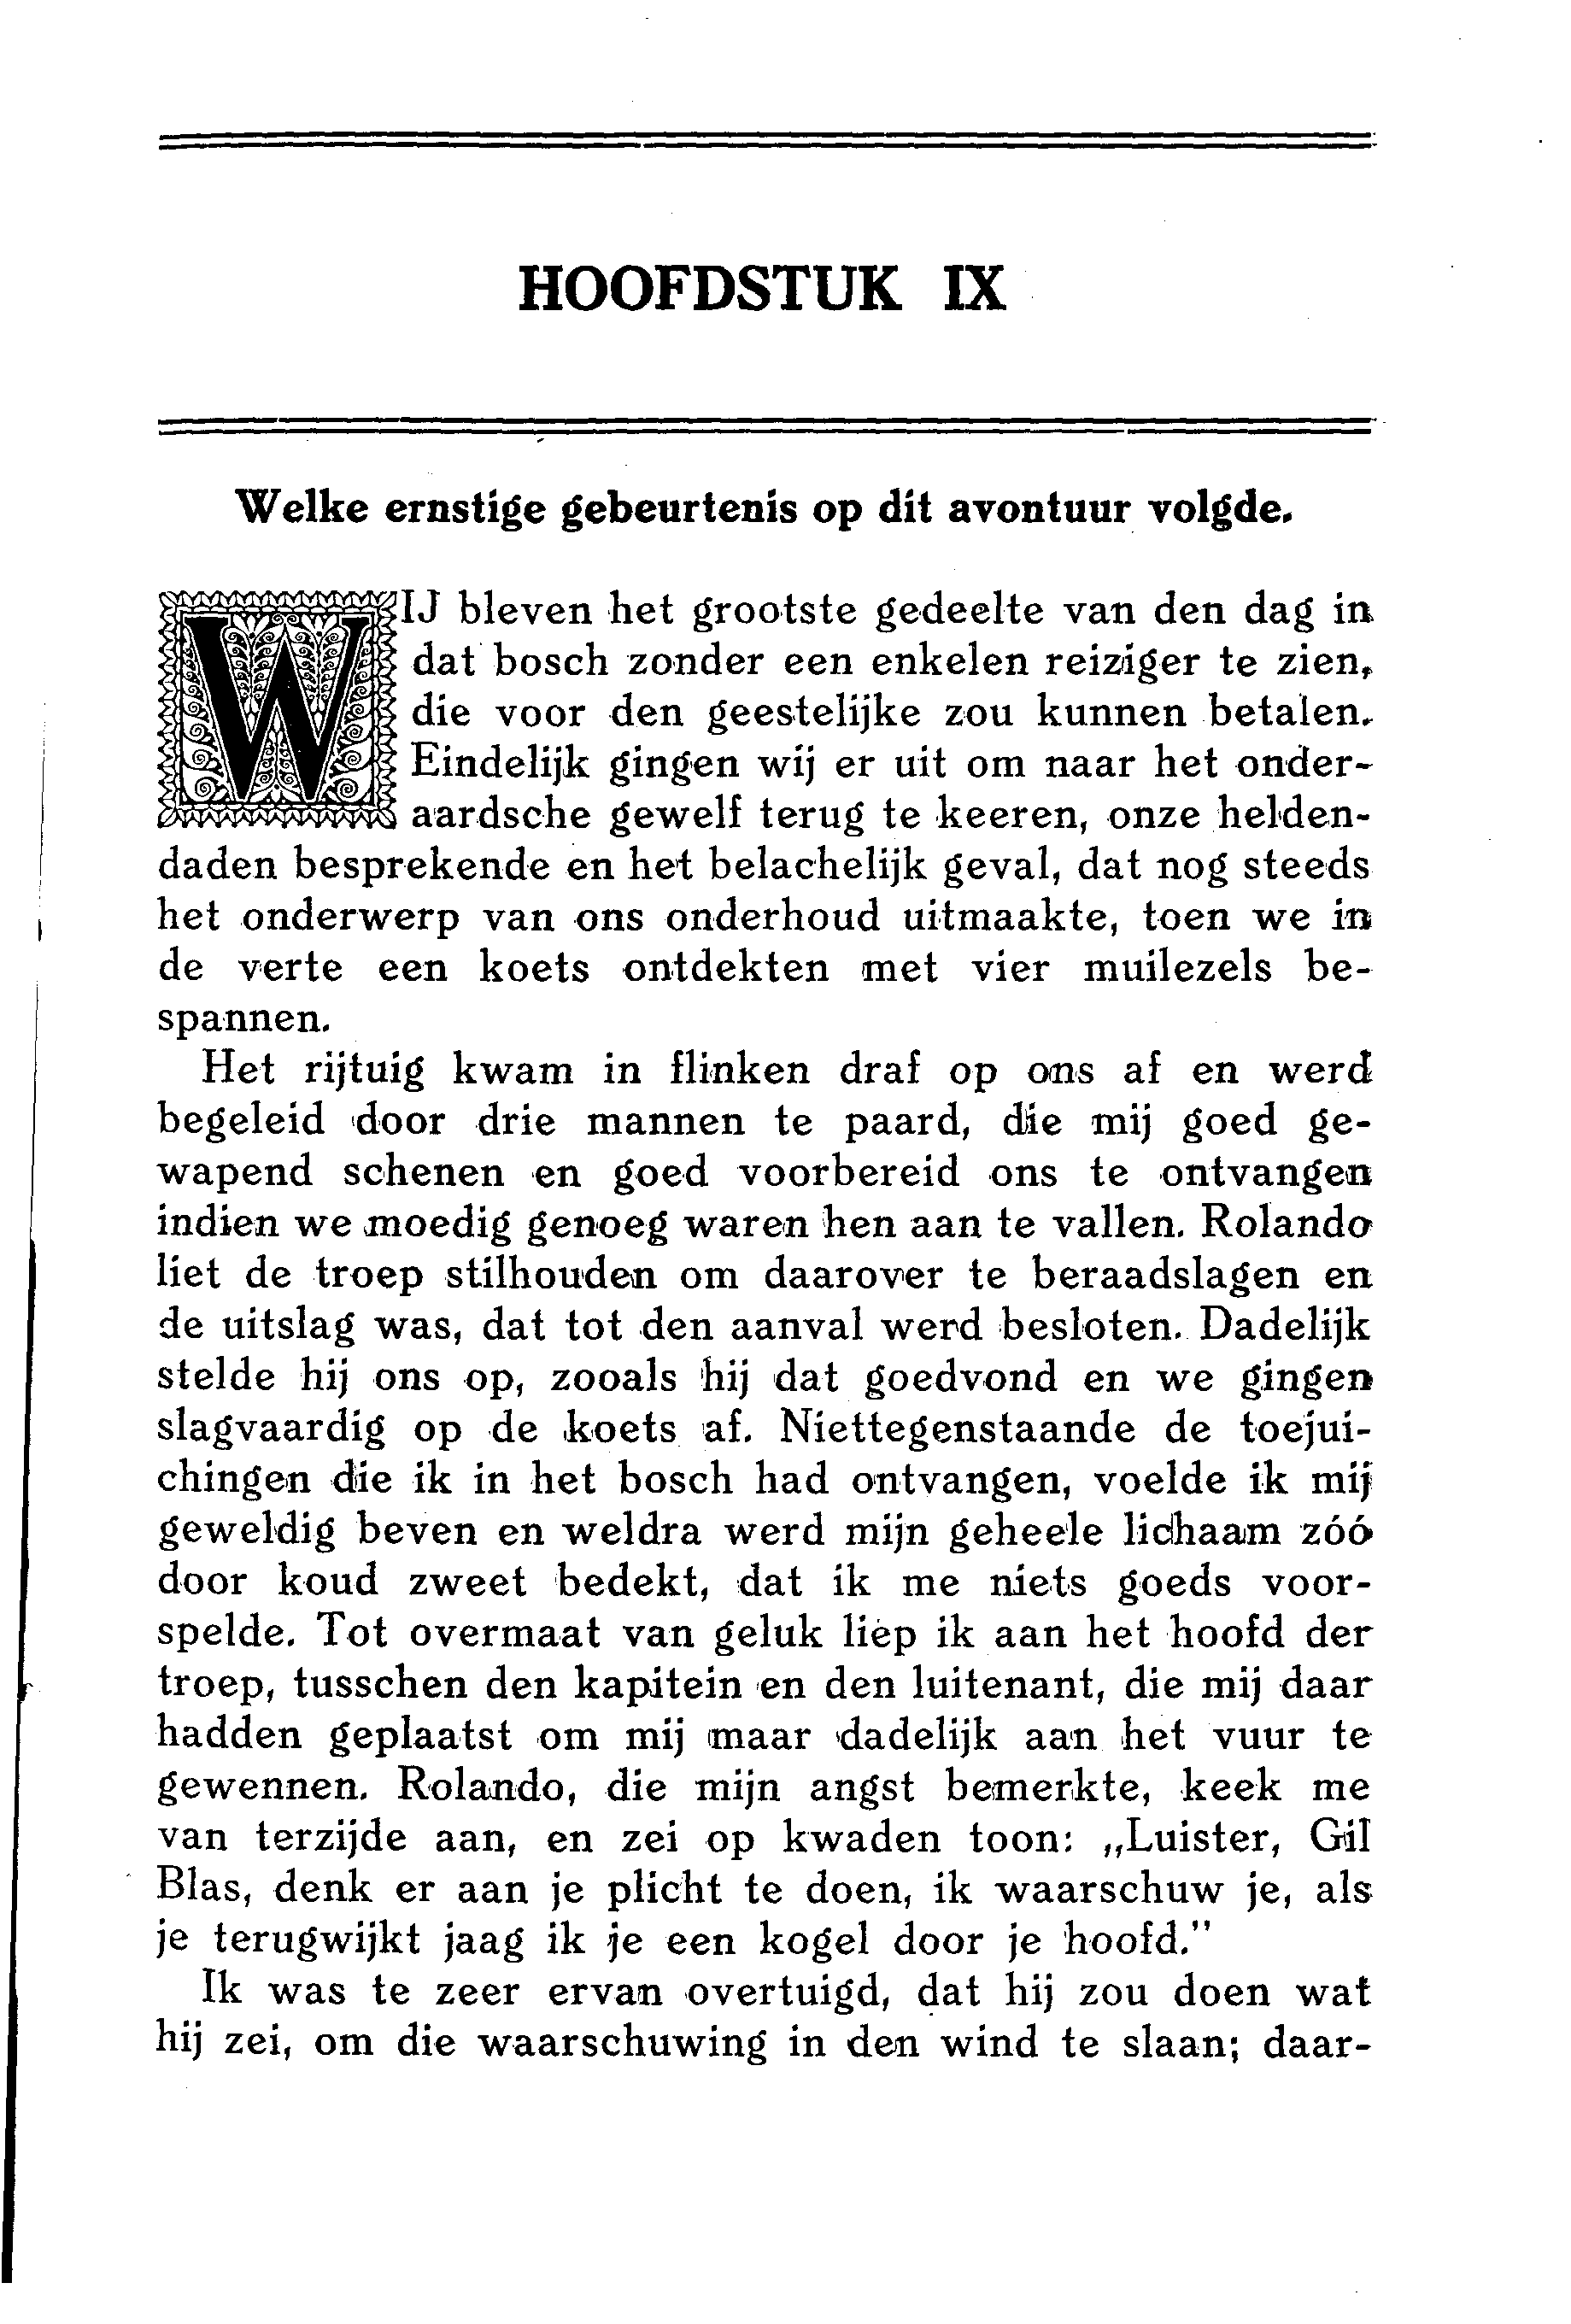 HOOFDSTUK IX
Welke ernstige gebeurtenis op dit avontuur volgde.
WIJ bleven het grootste gedeelte van den dag in
dat bosch zonder een enkelen reiziger te zien,
die voor den geestelijke zou kunnen betalen.
Eindelijk gingen wij er uit om naar het onder-
aardsche gewelf terug te keeren, onze helden-
daden besprekende en het belachelijk geval, dat nog steeds
het onderwerp van ons onderhoud uitmaakte, toen we in
de verte een koets ontdekten met vier muilezels be-
spannen.
Het rijtuig kwam in flinken draf op ons af en werd
begeleid door drie mannen te paard, die mij goed ge-
wapend schenen en goed voorbereid ons te ontvangen
indien we moedig genoeg waren hen aan te vallen. Rolando
liet de troep stilhouden om daarover te beraadslagen en
de uitslag was, dat tot den aanval werd besloten. Dadelijk
stelde hij ons op, zooals hij dat goedvond en we gingen
slagvaardig op de koets af. Niettegenstaande de toejui-
chingen die ik in het bosch had ontvangen, voelde ik mij
geweldig beven en weldra werd mijn geheele lichaam zóó
door koud zweet bedekt, dat ik me niets goeds voor-
spelde. Tot overmaat van geluk liep ik aan het hoofd der
troep, tusschen den kapitein en den luitenant, die mij daar
hadden geplaatst om mij maar dadelijk aan het vuur te
gewennen. Rolando, die mijn angst bemerkte, keek me
van terzijde aan, en zei op kwaden toon: „Luister, Gil
Blas, denk er aan je plicht te doen, ik waarschuw je, als
je terugwijkt jaag ik je een kogel door je hoofd."
Ik was te zeer ervan overtuigd, dat hij zou doen wat
hij zei, om die waarschuwing in den wind te slaan; daar-